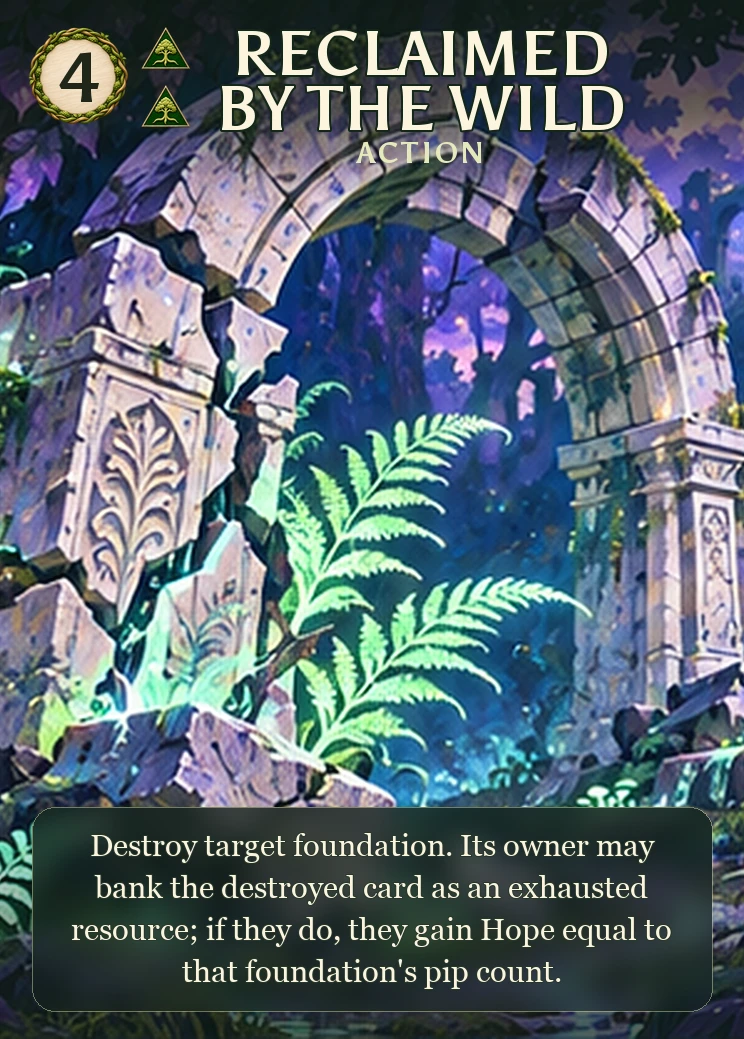 4
RECLAIMED
BY THE WILD
ACTION
Destroy target foundation. Its owner may
bank the destroyed card as an exhausted
resource; if they do, they gain Hope equal to
that foundation's pip count.